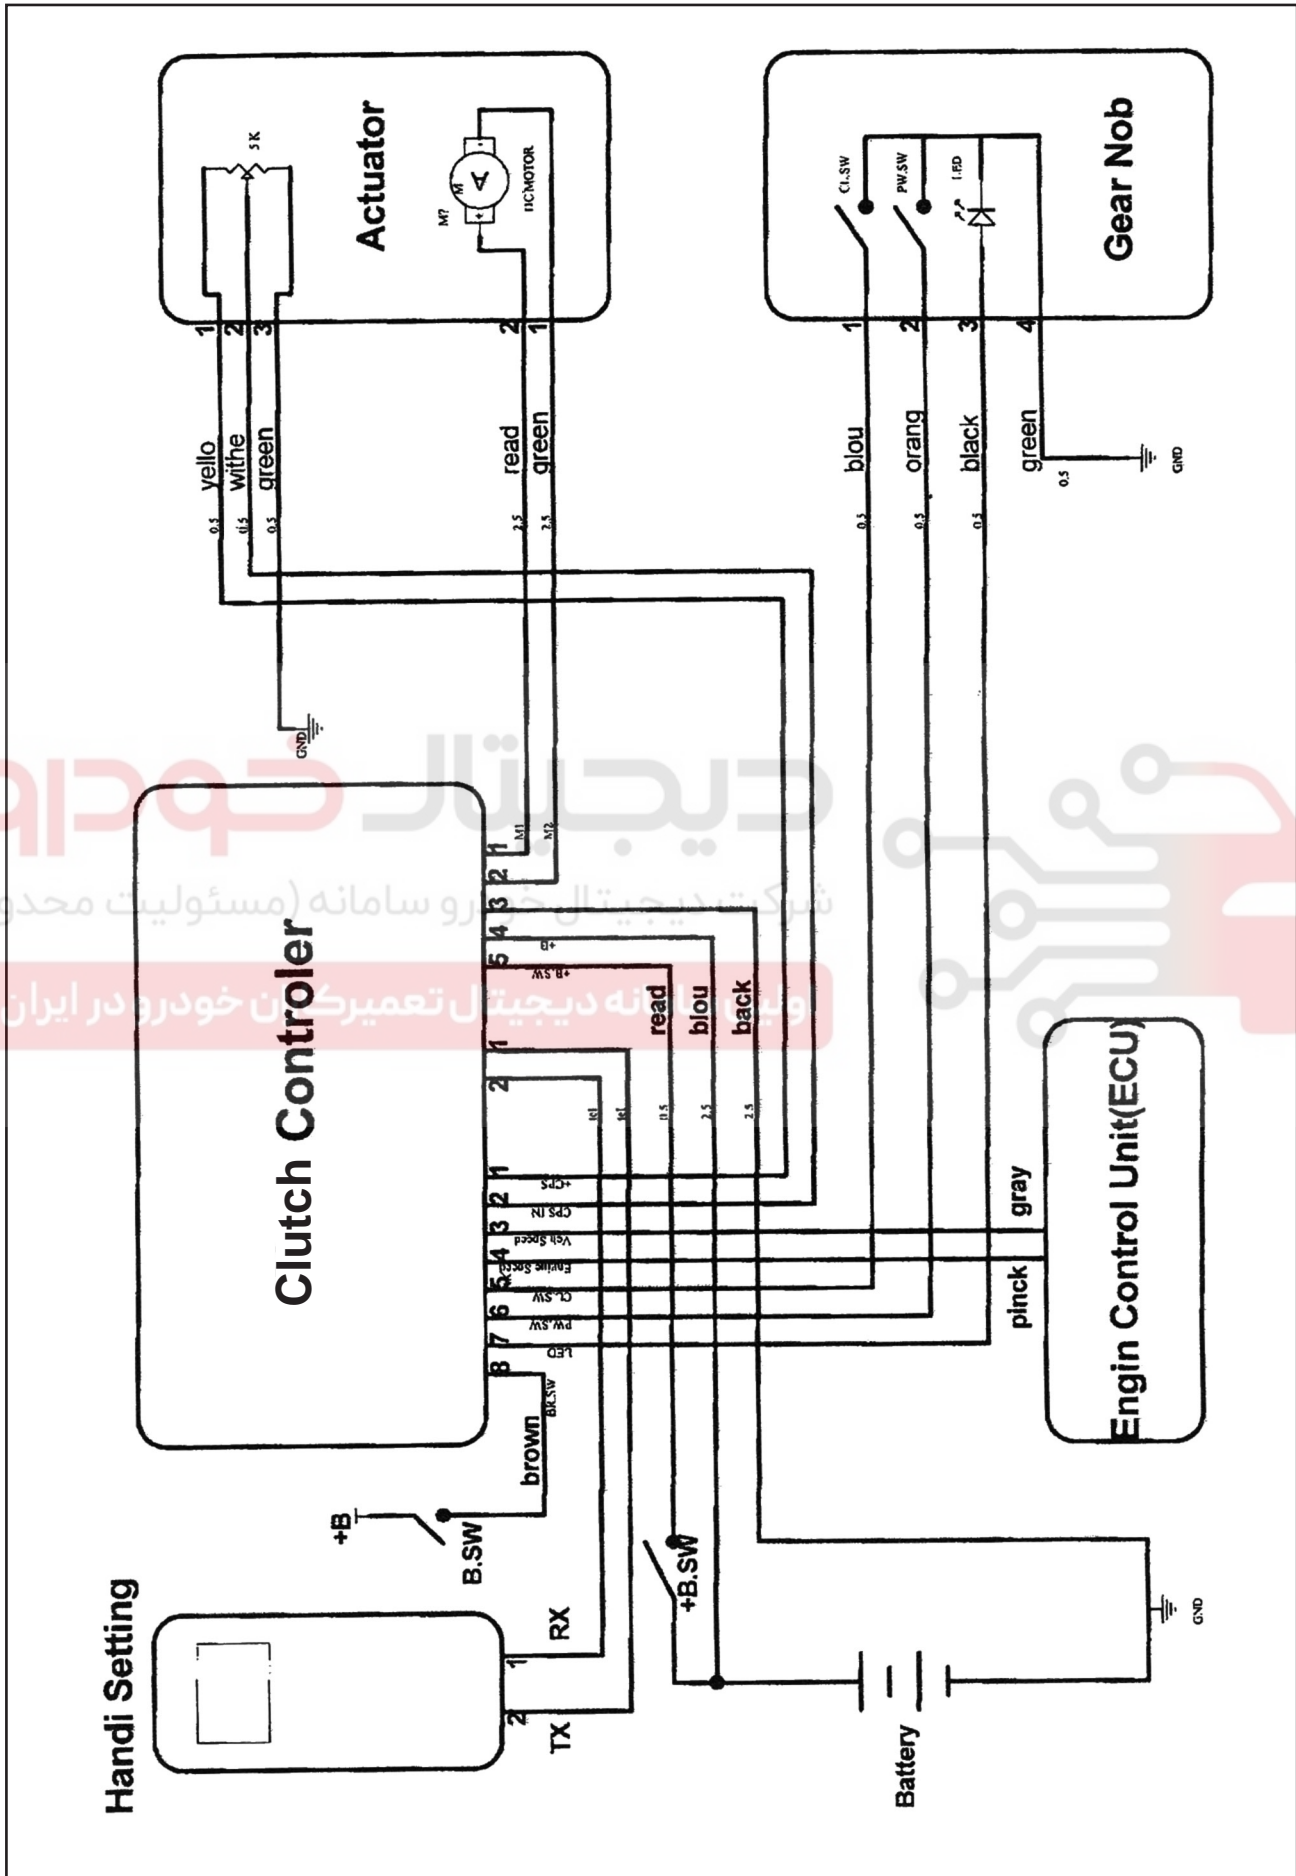 Handi Setting
1
2
RX
TX
+B
B.SW
brown
BR.SW
Clutch Controler
8
7
6
5
4
3
2
1
LED
PW.SW
CL.SW
Engine Speed
Veh Speed
CPS IN
+CPS
2
1
5
4
3
2
1
+B.SW
+B
M2
M1
read
blou
back
0.5
2.5
2.5
+B.SW
Battery
GND
GND
Actuator
5 K
M?
M
A
+
-
DCMOTOR
1
2
3
2
1
yello
withe
green
0.5
0.5
0.5
read
green
2.5
2.5
Gear Nob
CL.SW
PW.SW
LED
1
2
3
4
blou
orang
black
green
0.5
0.5
0.5
0.5
GND
Engin Control Unit(ECU)
pinck
gray
دیجیتال خودرو
شرکت دیجیتال خودرو سامانه (مسئولیت محدو
اولین سامانه دیجیتال تعمیرکاران خودرو در ایران